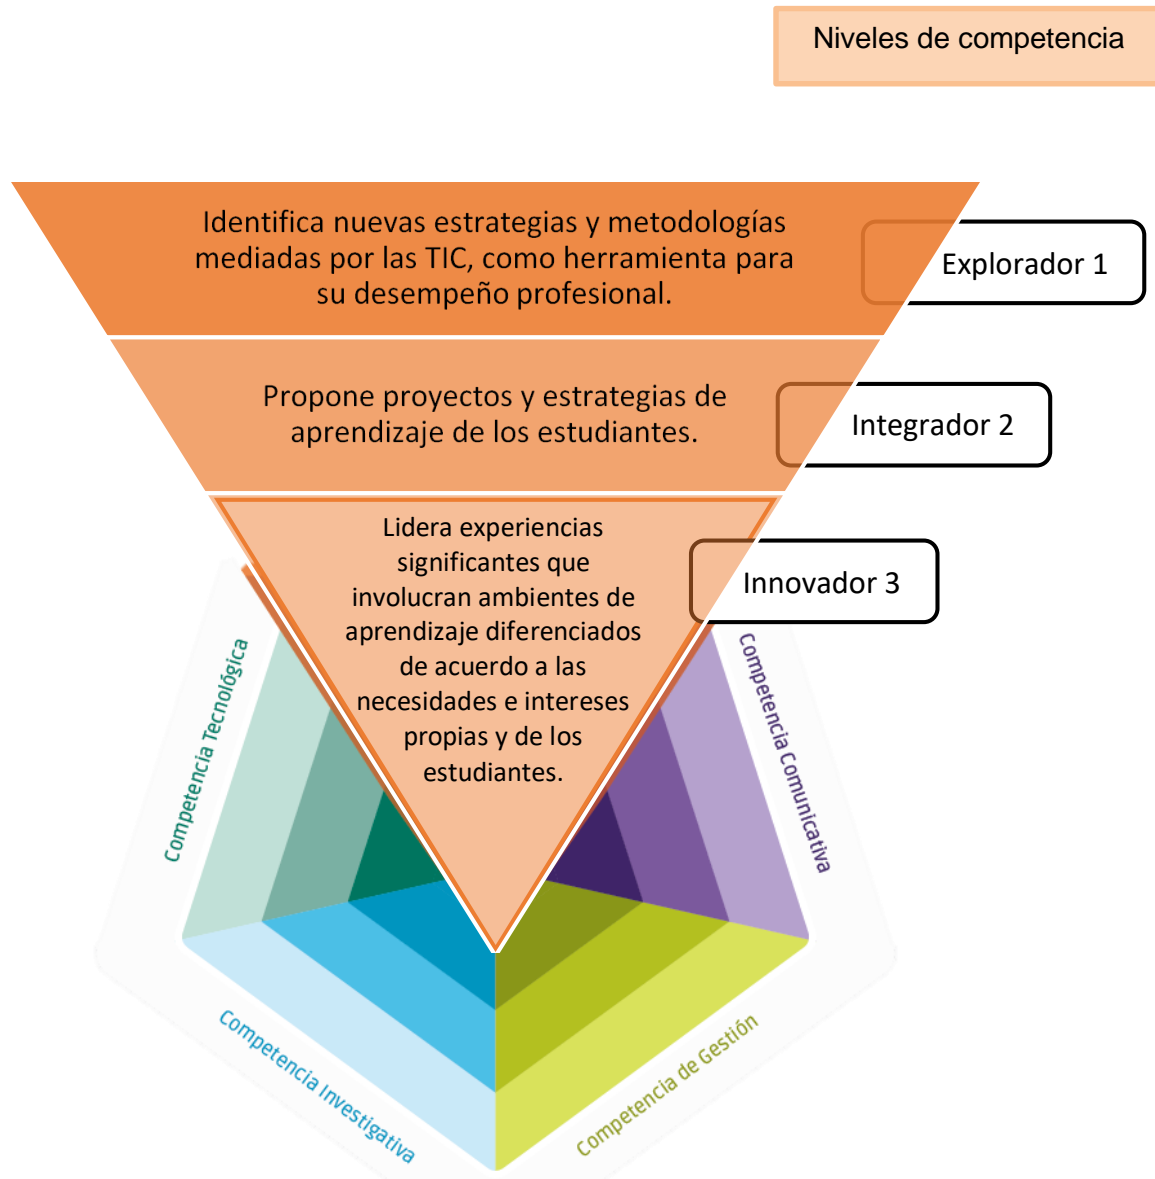 Niveles de competencia
Identifica nuevas estrategias y metodologías
mediadas por las TIC, como herramienta para
su desempeño profesional.
Explorador 1
Propone proyectos y estrategias de
aprendizaje de los estudiantes.
Integrador 2
Lidera experiencias
significantes que
involucran ambientes de
aprendizaje diferenciados
de acuerdo a las
necesidades e intereses
propias y de los
estudiantes.
Innovador 3
Competencia Tecnológica
Competencia Comunicativa
Competencia Investigativa
Competencia de Gestión